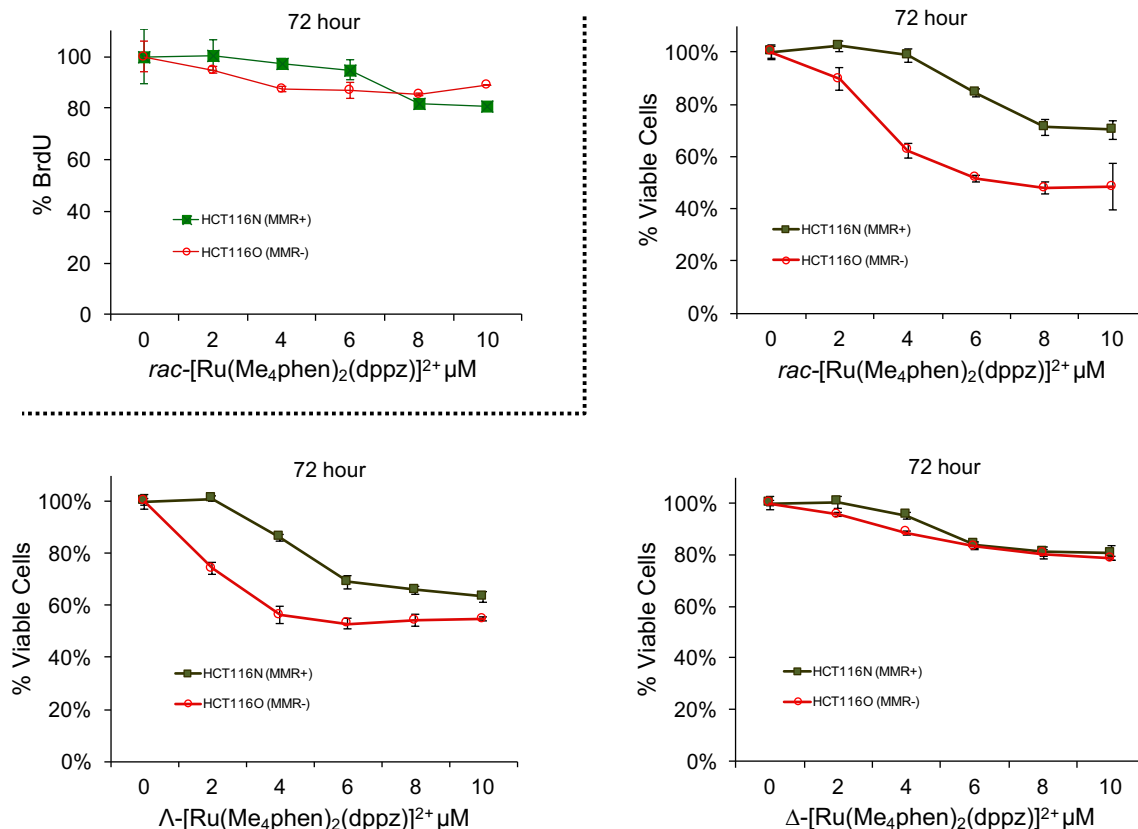 72 hour
% BrdU
100
80
60
40
20
0
HCT116N (MMR+)
HCT116O (MMR-)
0 2 4 6 8 10
rac-[Ru(Me₄phen)₂(dppz)]²⁺ µM
72 hour
% Viable Cells
100%
80%
60%
40%
20%
0%
HCT116N (MMR+)
HCT116O (MMR-)
0 2 4 6 8 10
rac-[Ru(Me₄phen)₂(dppz)]²⁺ µM
72 hour
% Viable Cells
100%
80%
60%
40%
20%
0%
HCT116N (MMR+)
HCT116O (MMR-)
0 2 4 6 8 10
Λ-[Ru(Me₄phen)₂(dppz)]²⁺ µM
72 hour
% Viable Cells
100%
80%
60%
40%
20%
0%
HCT116N (MMR+)
HCT116O (MMR-)
0 2 4 6 8 10
Δ-[Ru(Me₄phen)₂(dppz)]²⁺ µM